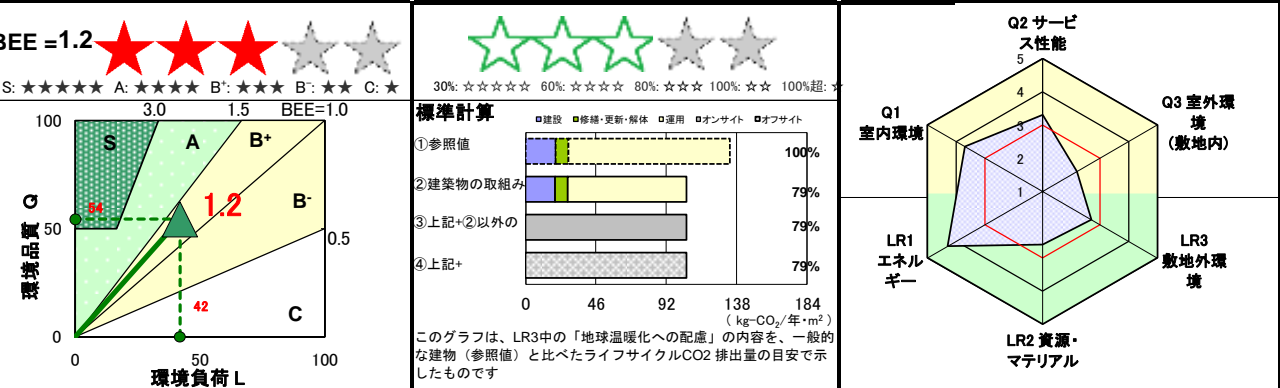 BEE =1.2
S: ★★★★★ A: ★★★★ B⁺: ★★★ B⁻: ★★ C: ★
3.0 1.5 BEE=1.0
100
S
A
B⁺
54
1.2
B⁻
50
0.5
42
C
0
環境品質 Q
0 50 100
環境負荷 L
30%: ☆☆☆☆☆ 60%: ☆☆☆☆ 80%: ☆☆☆ 100%: ☆☆ 100%超: ☆
標準計算
建設 修繕・更新・解体 運用 オンサイト オフサイト
①参照値 100%
②建築物の取組み 79%
③上記+②以外の 79%
④上記+ 79%
0 46 92 138 184
( kg-CO₂/年・m² )
このグラフは、LR3中の「地球温暖化への配慮」の内容を、一般的
な建物（参照値）と比べたライフサイクルCO2 排出量の目安で示
したものです
Q2 サービ
ス性能
5
4
3
2
1
Q1
室内環境
Q3 室外環
境
(敷地内)
LR1
エネル
ギー
LR3
敷地外環
境
LR2 資源・
マテリアル